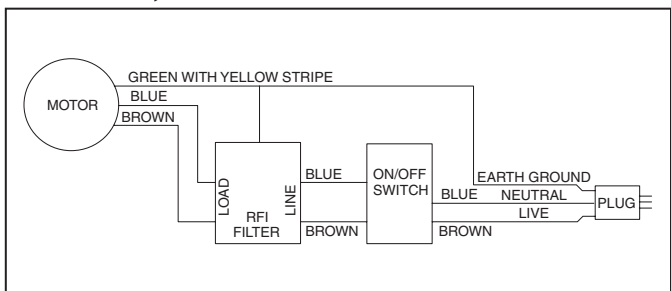 GREEN WITH YELLOW STRIPE
BLUE
MOTOR
BROWN
BLUE
ON/OFF
SWITCH
EARTH GROUND
BLUE
NEUTRAL
PLUG
LOAD
LINE
RFI
FILTER
LIVE
BROWN
BROWN